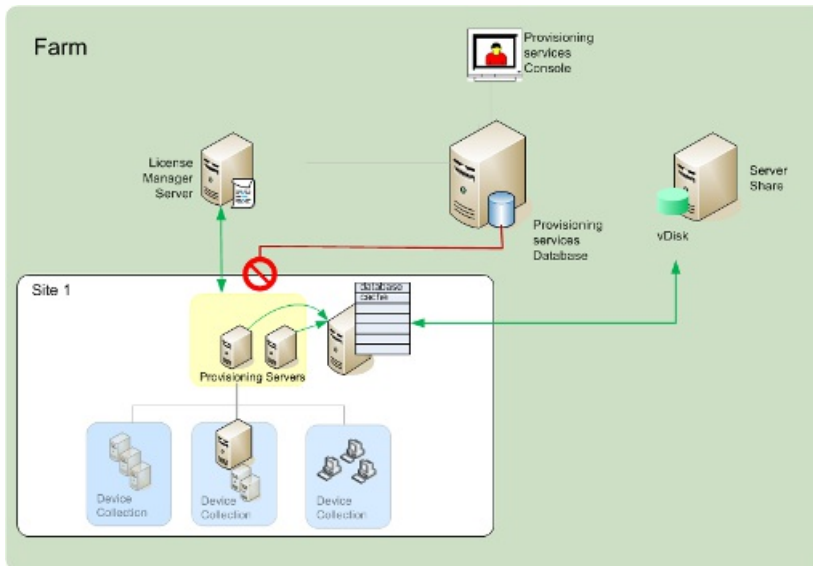 Farm
Provisioning
services
Console
License
Manager
Server
Server
Share
vDisk
Provisioning
services
Database
Site 1
database
cache
Provisioning Servers
Device
Collection
Device
Collection
Device
Collection